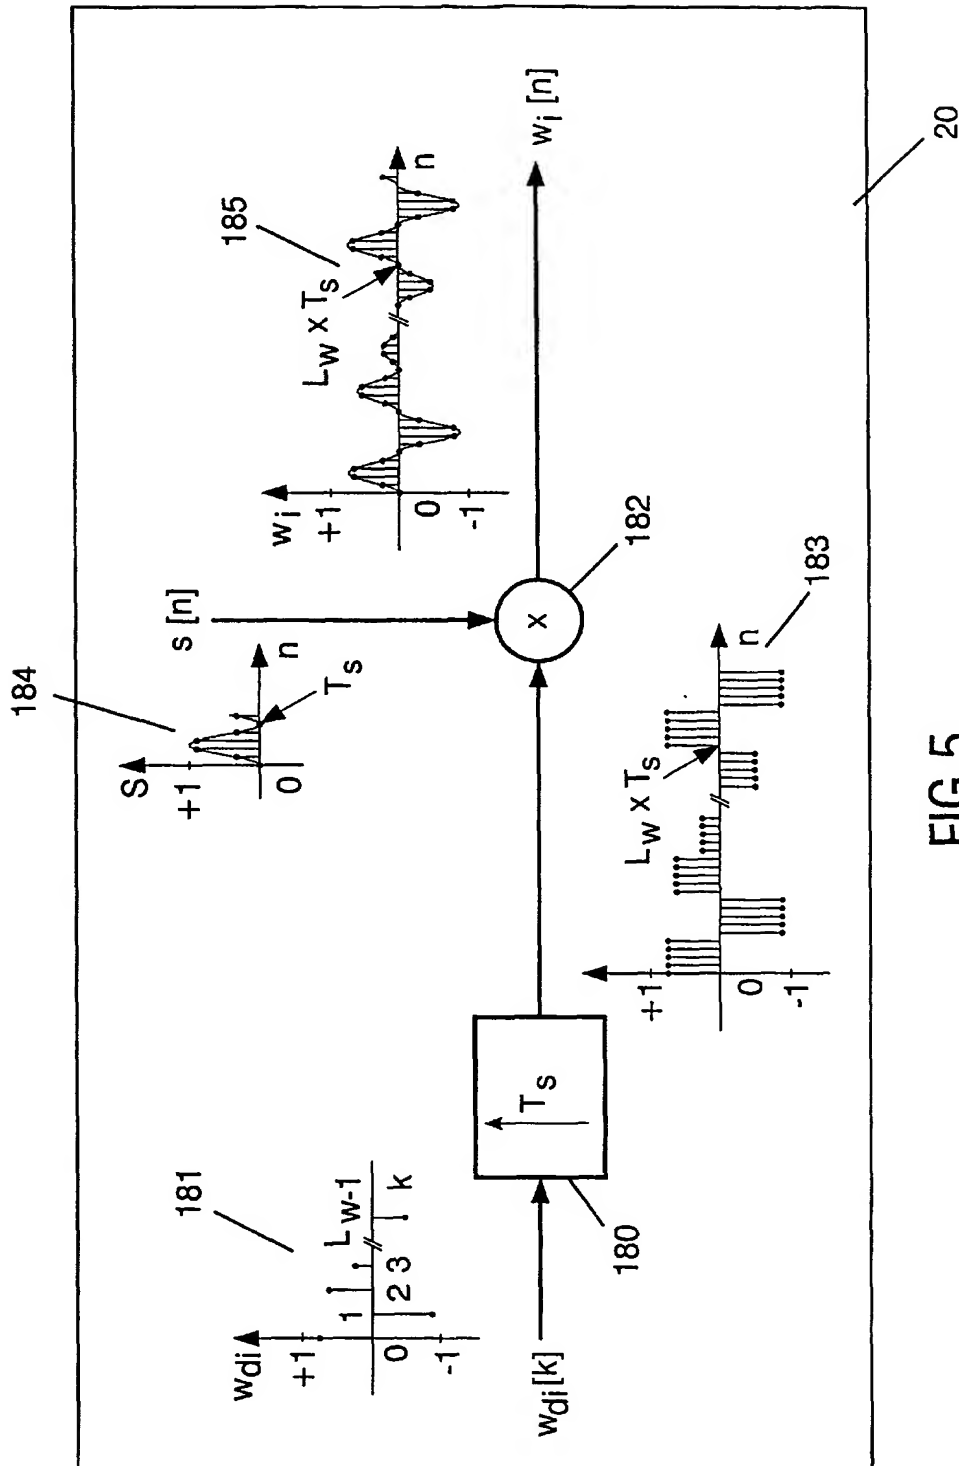 181
w_di
+1
0
-1
1
2
3
L_w-1
k
w_di[k]
T_s
180
184
S
+1
0
n
T_s
s [n]
x
182
+1
0
-1
L_w x T_s
n
183
185
w_i
+1
0
-1
L_w x T_s
n
w_i [n]
20
FIG 5